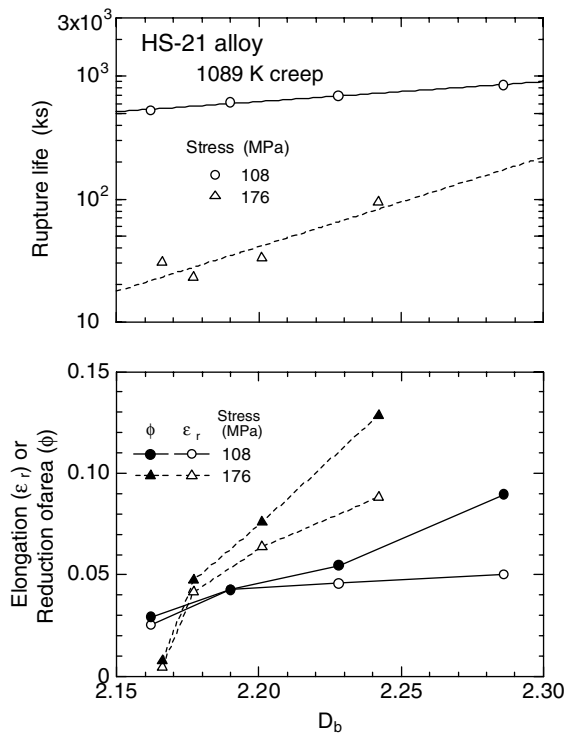 3x10³
HS-21 alloy
1089 K creep
10³
Stress (MPa)
108
176
10²
10
Rupture life (ks)
0.15
0.10
0.05
0
ϕ ε r Stress (MPa)
108
176
Elongation (ε r) or
Reduction ofarea (ϕ)
2.15 2.20 2.25 2.30
D b